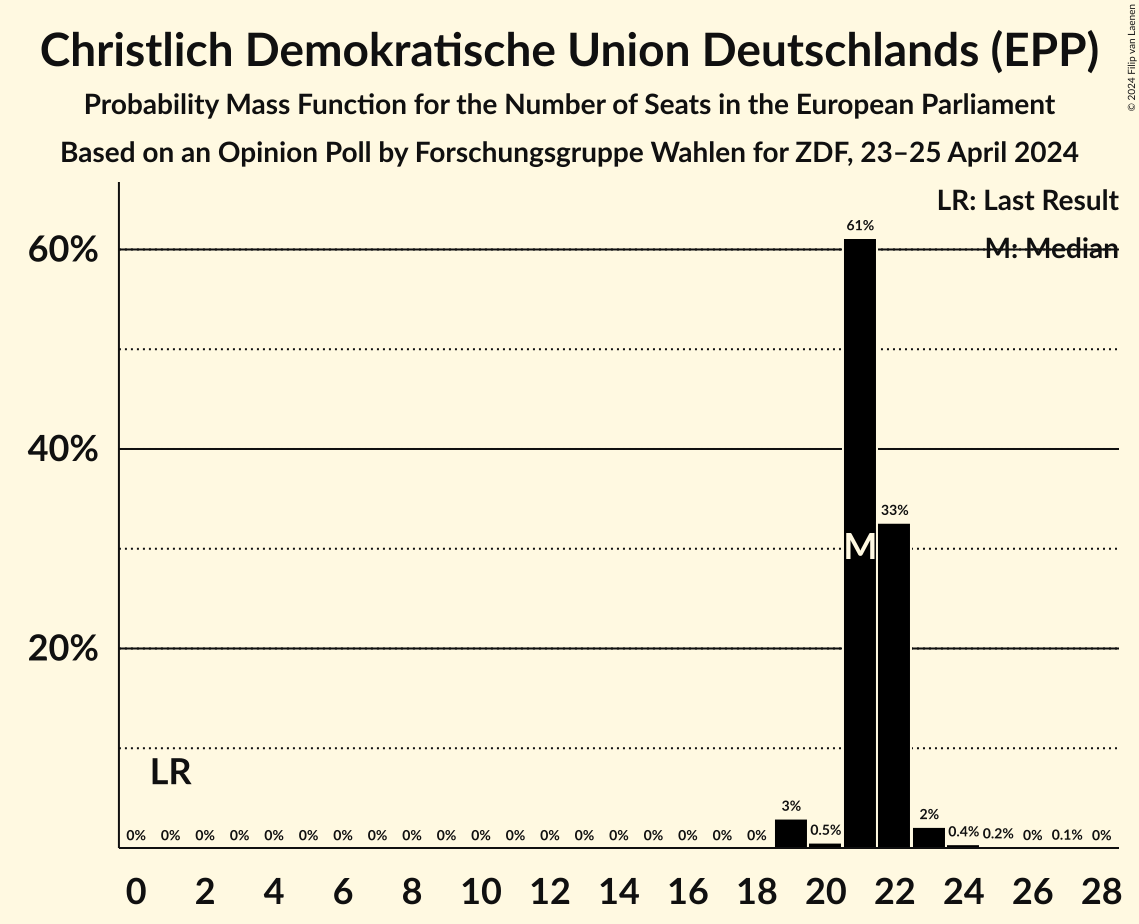 Christlich Demokratische Union Deutschlands (EPP)
Probability Mass Function for the Number of Seats in the European Parliament
Based on an Opinion Poll by Forschungsgruppe Wahlen for ZDF, 23–25 April 2024
© 2024 Filip van Laenen
LR: Last Result
M: Median
60%
40%
20%
61%
33%
M
LR
0% 0% 0% 0% 0% 0% 0% 0% 0% 0% 0% 0% 0% 0% 0% 0% 0% 0% 0% 3% 0.5% 2% 0.4% 0.2% 0% 0.1% 0%
0 2 4 6 8 10 12 14 16 18 20 22 24 26 28